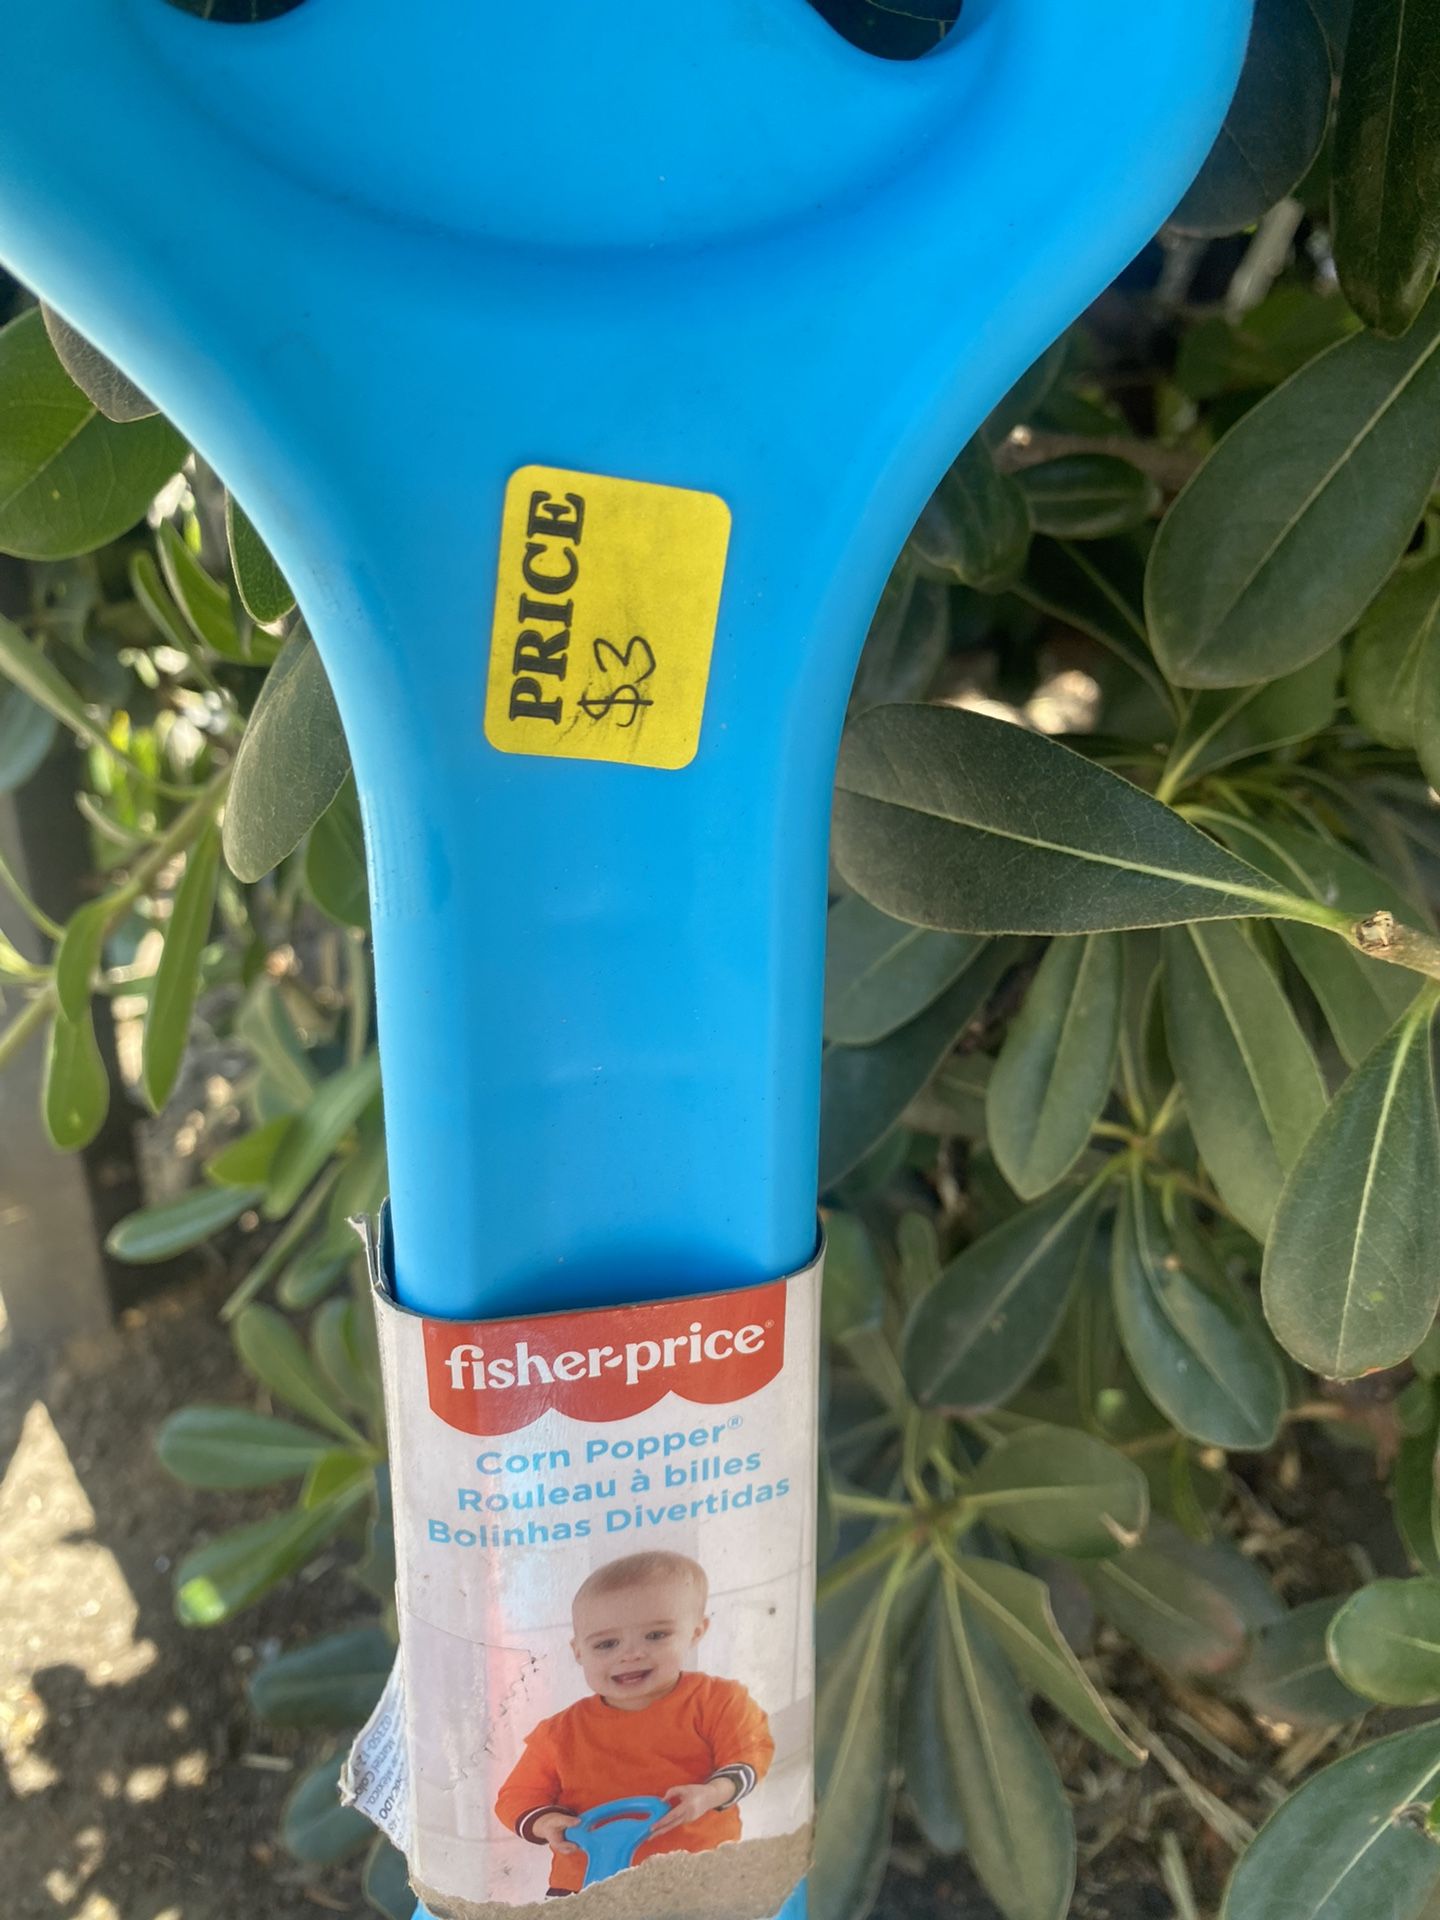 PRICE
$3
fisher-price®
Corn Popper®
Rouleau à billes
Bolinhas Divertidas